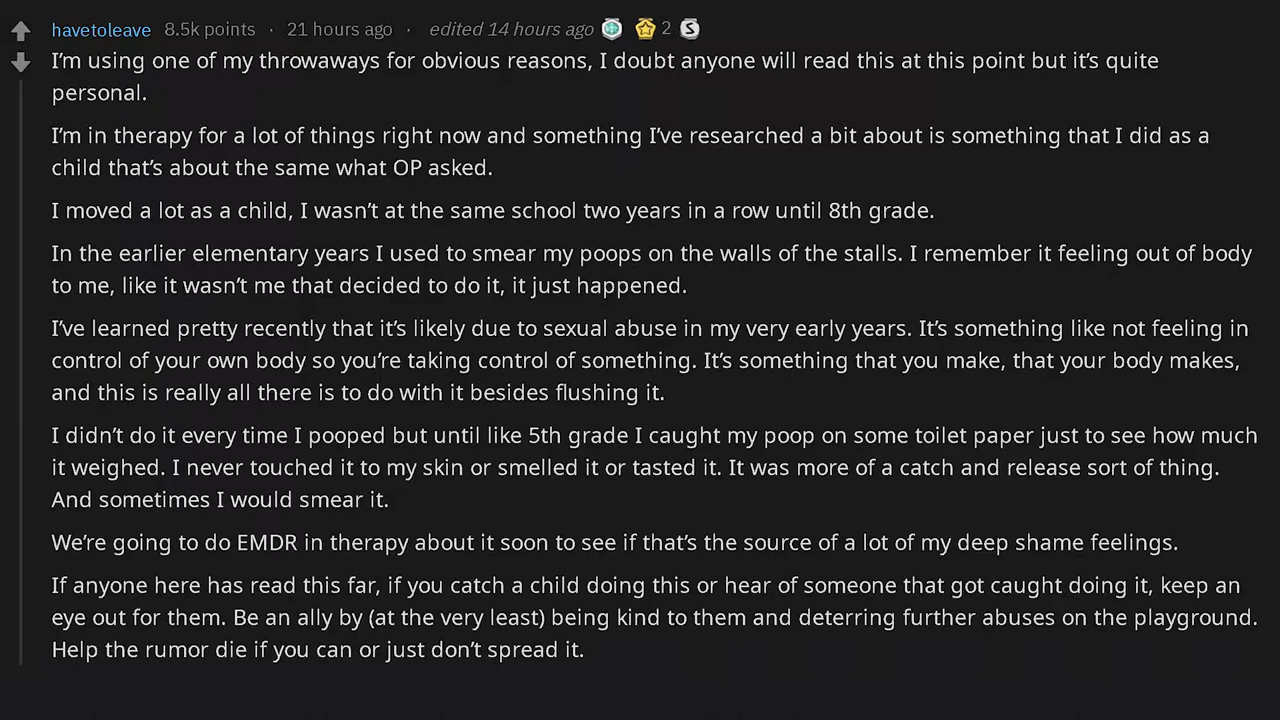 havetoleave 8.5k points · 21 hours ago · edited 14 hours ago 2 S
I’m using one of my throwaways for obvious reasons, I doubt anyone will read this at this point but it’s quite
personal.
I’m in therapy for a lot of things right now and something I’ve researched a bit about is something that I did as a
child that’s about the same what OP asked.
I moved a lot as a child, I wasn’t at the same school two years in a row until 8th grade.
In the earlier elementary years I used to smear my poops on the walls of the stalls. I remember it feeling out of body
to me, like it wasn’t me that decided to do it, it just happened.
I’ve learned pretty recently that it’s likely due to sexual abuse in my very early years. It’s something like not feeling in
control of your own body so you’re taking control of something. It’s something that you make, that your body makes,
and this is really all there is to do with it besides flushing it.
I didn’t do it every time I pooped but until like 5th grade I caught my poop on some toilet paper just to see how much
it weighed. I never touched it to my skin or smelled it or tasted it. It was more of a catch and release sort of thing.
And sometimes I would smear it.
We’re going to do EMDR in therapy about it soon to see if that’s the source of a lot of my deep shame feelings.
If anyone here has read this far, if you catch a child doing this or hear of someone that got caught doing it, keep an
eye out for them. Be an ally by (at the very least) being kind to them and deterring further abuses on the playground.
Help the rumor die if you can or just don’t spread it.